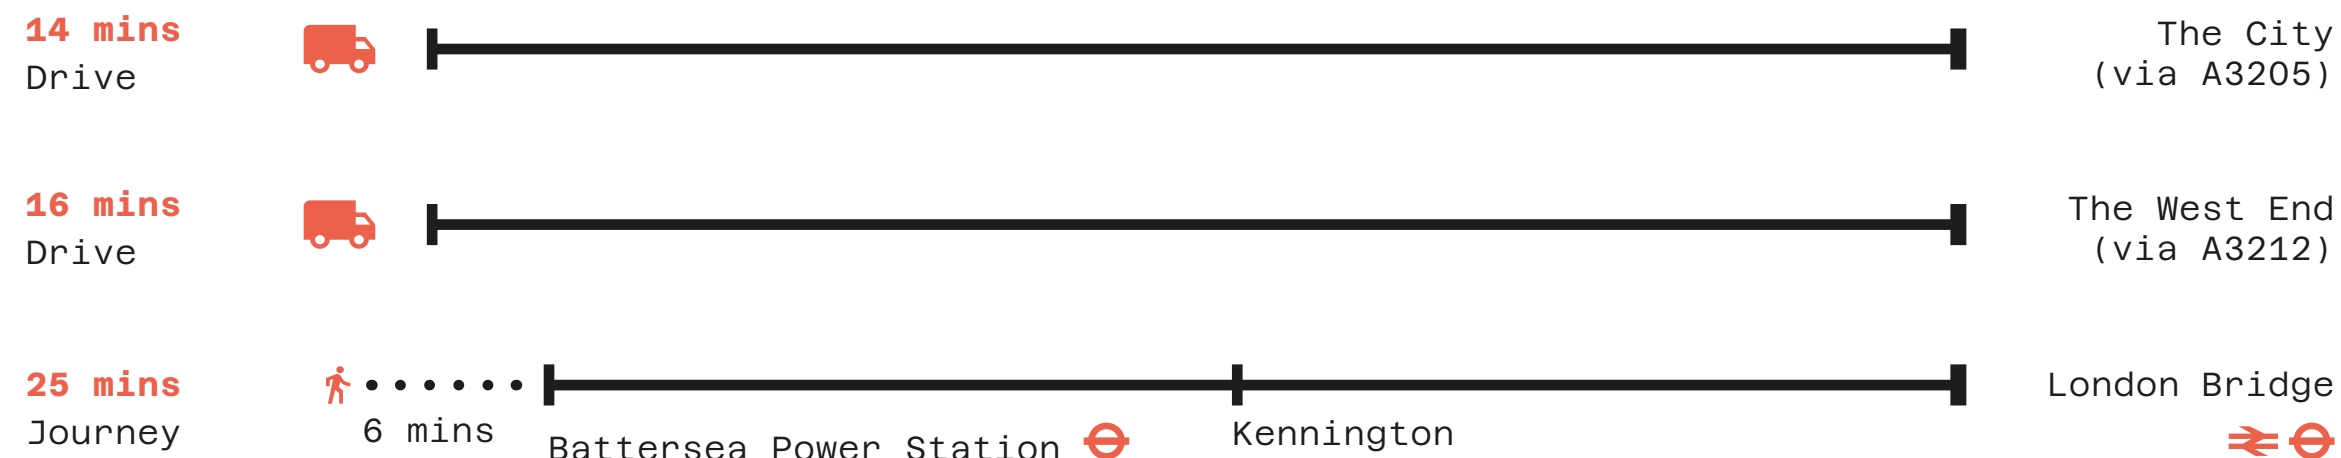 14 mins
Drive
The City
(via A3205)
16 mins
Drive
The West End
(via A3212)
25 mins
Journey
6 mins
Battersea Power Station
Kennington
London Bridge